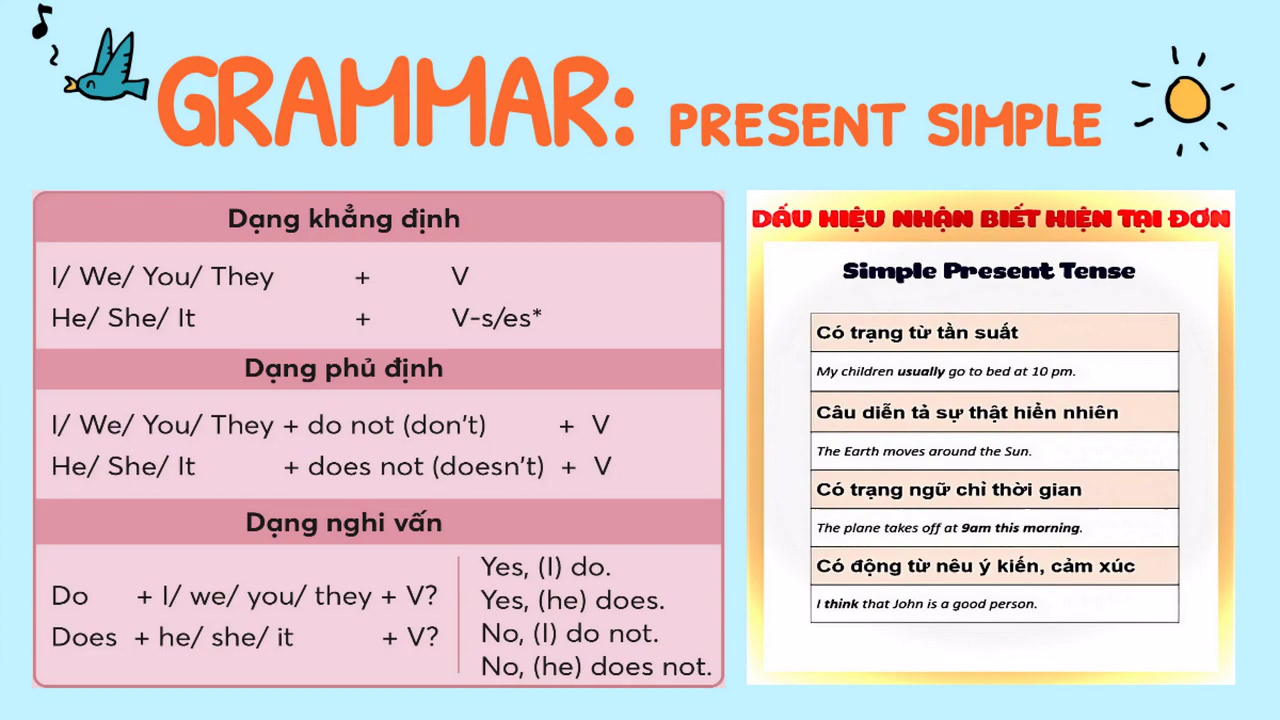 GRAMMAR: PRESENT SIMPLE
Dạng khẳng định
I/ We/ You/ They + V
He/ She/ It + V-s/es*
Dạng phủ định
I/ We/ You/ They + do not (don't) + V
He/ She/ It + does not (doesn't) + V
Dạng nghi vấn
Do + I/ we/ you/ they + V?
Does + he/ she/ it + V?
Yes, (I) do.
Yes, (he) does.
No, (I) do not.
No, (he) does not.
DẤU HIỆU NHẬN BIẾT HIỆN TẠI ĐƠN
Simple Present Tense
Có trạng từ tần suất
My children usually go to bed at 10 pm.
Câu diễn tả sự thật hiển nhiên
The Earth moves around the Sun.
Có trạng ngữ chỉ thời gian
The plane takes off at 9am this morning.
Có động từ nêu ý kiến, cảm xúc
I think that John is a good person.